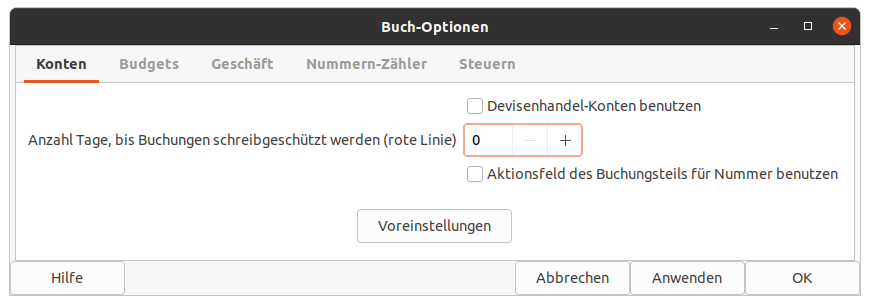 Buch-Optionen
Konten Budgets Geschäft Nummern-Zähler Steuern
Devisenhandel-Konten benutzen
Anzahl Tage, bis Buchungen schreibgeschützt werden (rote Linie) 0
Aktionsfeld des Buchungsteils für Nummer benutzen
Voreinstellungen
Hilfe Abbrechen Anwenden OK